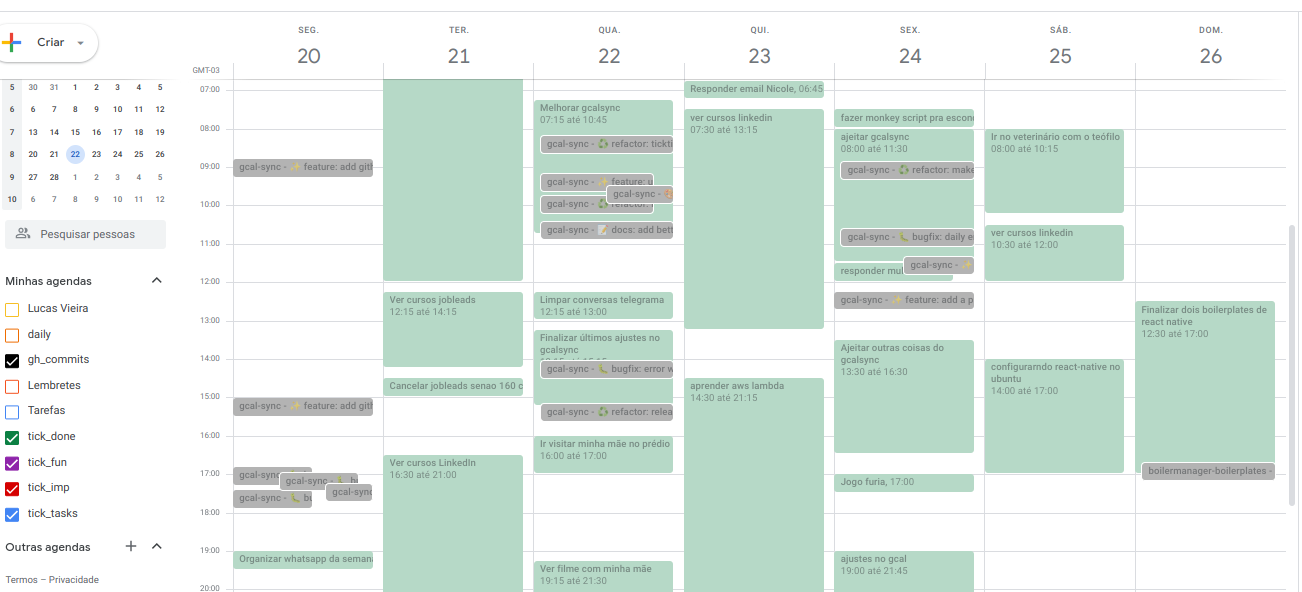 Criar
SEG.
20
TER.
21
QUA.
22
QUI.
23
SEX.
24
SÁB.
25
DOM.
26
GMT-03
5 30 31 1 2 3 4 5
6 6 7 8 9 10 11 12
7 13 14 15 16 17 18 19
8 20 21 22 23 24 25 26
9 27 28 1 2 3 4 5
10 6 7 8 9 10 11 12
Pesquisar pessoas
Minhas agendas
Lucas Vieira
daily
gh_commits
Lembretes
Tarefas
tick_done
tick_fun
tick_imp
tick_tasks
Outras agendas
Termos – Privacidade
07:00
08:00
09:00
10:00
11:00
12:00
13:00
14:00
15:00
16:00
17:00
18:00
19:00
20:00
gcal-sync - ✨ feature: add gitl
gcal-sync - ✨ feature: add gitl
gcal-sync
gcal-sync - 🐛 bu
gcal-sync
gcal-sync - 🐛 bu
Organizar whatsapp da semana
Ver cursos jobleads
12:15 até 14:15
Cancelar jobleads senao 160 c
Ver cursos LinkedIn
16:30 até 21:00
Melhorar gcalsync
07:15 até 10:45
gcal-sync - ♻️ refactor: tickti
gcal-sync - ✨ feature: u
gcal-sync - 🎨
gcal-sync - ♻️ refactor:
gcal-sync - 📝 docs: add bett
Limpar conversas telegrama
12:15 até 13:00
Finalizar últimos ajustes no
gcalsync
gcal-sync - 🐛 bugfix: error w
gcal-sync - ♻️ refactor: relea
Ir visitar minha mãe no prédio
16:00 até 17:00
Ver filme com minha mãe
19:15 até 21:30
Responder email Nicole, 06:45
ver cursos linkedin
07:30 até 13:15
aprender aws lambda
14:30 até 21:15
fazer monkey script pra escon
ajeitar gcalsync
08:00 até 11:30
gcal-sync - ♻️ refactor: make
gcal-sync - 🐛 bugfix: daily e
gcal-sync - ✨
responder mul
gcal-sync - ✨ feature: add a p
Ajeitar outras coisas do
gcalsync
13:30 até 16:30
Jogo furia, 17:00
ajustes no gcal
19:00 até 21:45
Ir no veterinário com o teófilo
08:00 até 10:15
ver cursos linkedin
10:30 até 12:00
configuramdo react-native no
ubuntu
14:00 até 17:00
Finalizar dois boilerplates de
react native
12:30 até 17:00
boilermanager-boilerplates -